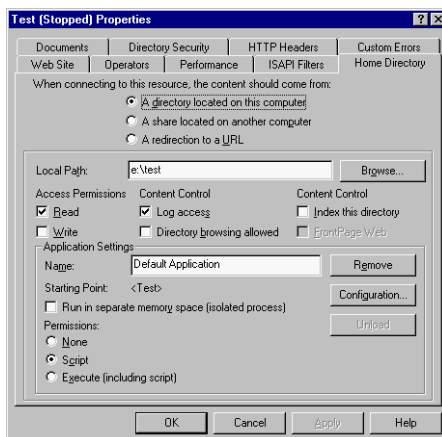 Test (Stopped) Properties
Documents Directory Security HTTP Headers Custom Errors
Web Site Operators Performance ISAPI Filters Home Directory
When connecting to this resource, the content should come from:
A directory located on this computer
A share located on another computer
A redirection to a URL
Local Path: e:\test Browse...
Access Permissions Content Control Content Control
Read Log access Index this directory
Write Directory browsing allowed FrontPage Web
Application Settings
Name: Default Application Remove
Starting Point: <Test>
Configuration...
Run in separate memory space (isolated process)
Permissions: Unload
None
Script
Execute (including script)
OK Cancel Apply Help